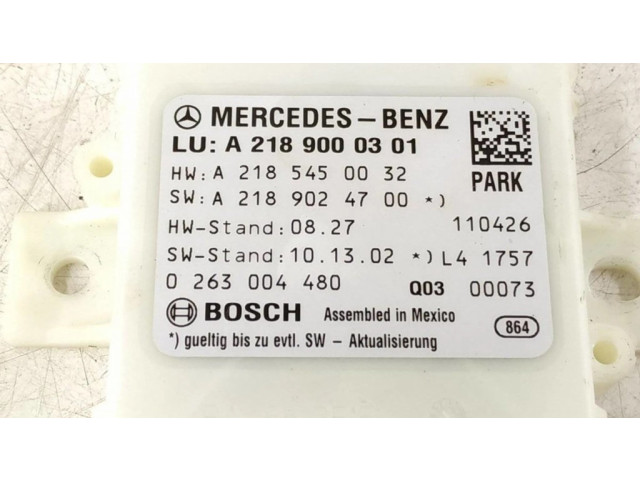 MERCEDES-BENZ
LU: A 218 900 03 01
HW: A 218 545 00 32
PARK
SW: A 218 902 47 00 *)
HW-Stand: 08.27 110426
SW-Stand: 10.13.02 *) L4 1757
0 263 004 480 Q03 00073
BOSCH Assembled in Mexico
864
*) gueltig bis zu evtl. SW - Aktualisierung